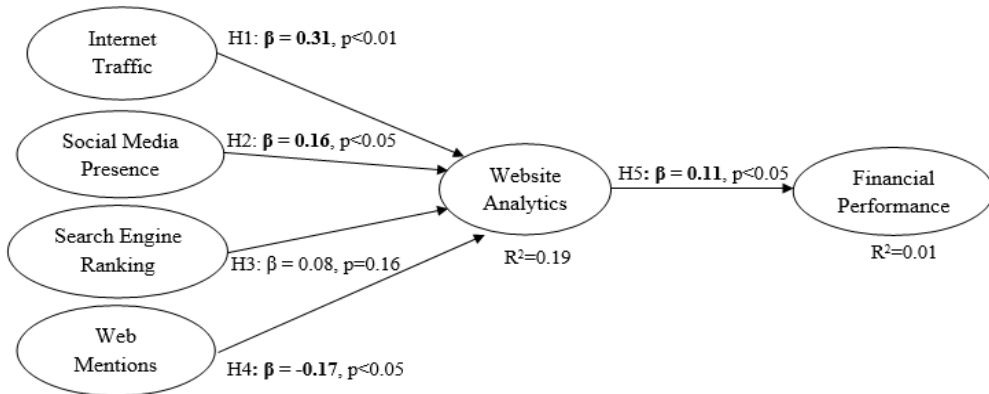 Internet
Traffic
H1: β = 0.31, p<0.01
Social Media
Presence
H2: β = 0.16, p<0.05
Search Engine
Ranking
H3: β = 0.08, p=0.16
Web
Mentions
H4: β = -0.17, p<0.05
Website
Analytics
R²=0.19
H5: β = 0.11, p<0.05
Financial
Performance
R²=0.01